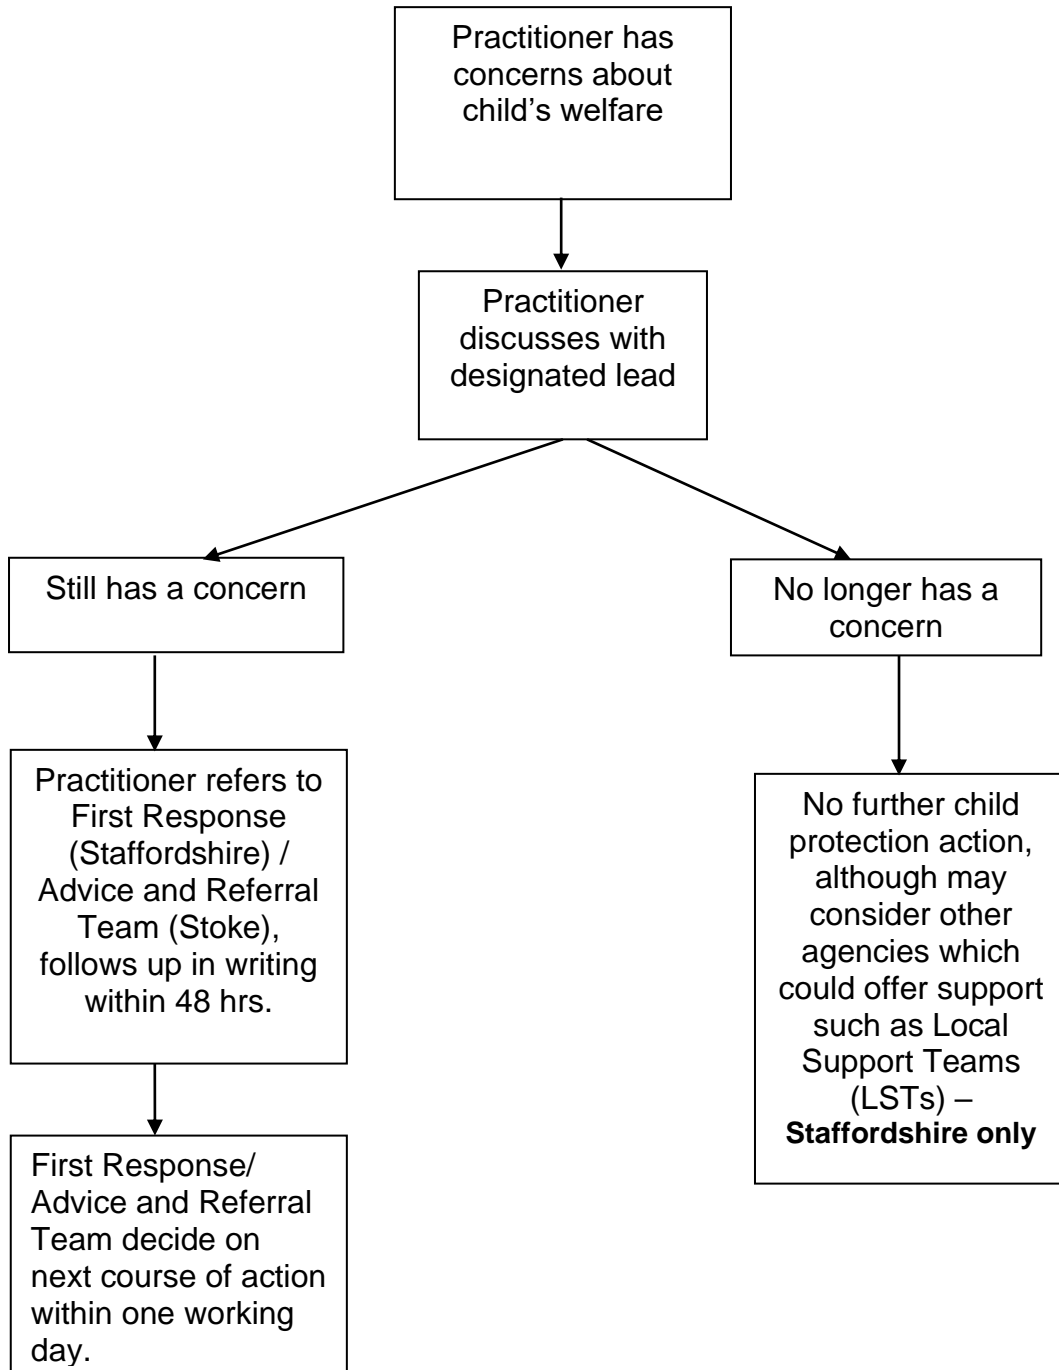 Practitioner has
concerns about
child’s welfare
Practitioner
discusses with
designated lead
Still has a concern
No longer has a
concern
Practitioner refers to
First Response
(Staffordshire) /
Advice and Referral
Team (Stoke),
follows up in writing
within 48 hrs.
No further child
protection action,
although may
consider other
agencies which
could offer support
such as Local
Support Teams
(LSTs) –
Staffordshire only
First Response/
Advice and Referral
Team decide on
next course of action
within one working
day.